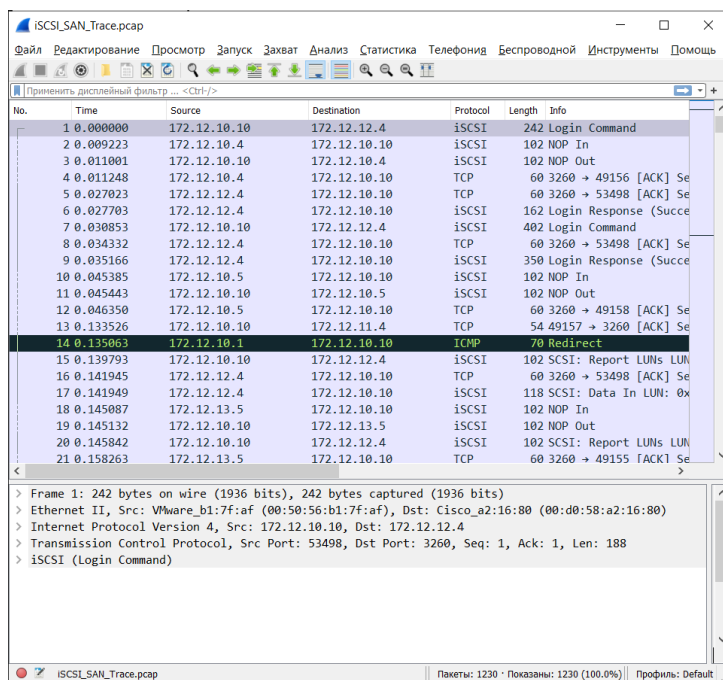 iSCSI_SAN_Trace.pcap
Файл Редактирование Просмотр Запуск Захват Анализ Статистика Телефония Беспроводной Инструменты Помощь
Применить дисплейный фильтр ... <Ctrl-/>
No. Time Source Destination Protocol Length Info
1 0.000000 172.12.10.10 172.12.12.4 iSCSI 242 Login Command
2 0.009223 172.12.10.4 172.12.10.10 iSCSI 102 NOP In
3 0.011001 172.12.10.10 172.12.10.4 iSCSI 102 NOP Out
4 0.011248 172.12.10.4 172.12.10.10 TCP 60 3260 → 49156 [ACK] Se
5 0.027023 172.12.12.4 172.12.10.10 TCP 60 3260 → 53498 [ACK] Se
6 0.027703 172.12.12.4 172.12.10.10 iSCSI 162 Login Response (Succe
7 0.030853 172.12.10.10 172.12.12.4 iSCSI 402 Login Command
8 0.034332 172.12.12.4 172.12.10.10 TCP 60 3260 → 53498 [ACK] Se
9 0.035166 172.12.12.4 172.12.10.10 iSCSI 350 Login Response (Succe
10 0.045385 172.12.10.5 172.12.10.10 iSCSI 102 NOP In
11 0.045443 172.12.10.10 172.12.10.5 iSCSI 102 NOP Out
12 0.046350 172.12.10.5 172.12.10.10 TCP 60 3260 → 49158 [ACK] Se
13 0.133526 172.12.10.10 172.12.11.4 TCP 54 49157 → 3260 [ACK] Se
14 0.135063 172.12.10.1 172.12.10.10 ICMP 70 Redirect
15 0.139793 172.12.10.10 172.12.12.4 iSCSI 102 SCSI: Report LUNs LUN
16 0.141945 172.12.12.4 172.12.10.10 TCP 60 3260 → 53498 [ACK] Se
17 0.141949 172.12.12.4 172.12.10.10 iSCSI 118 SCSI: Data In LUN: 0x
18 0.145087 172.12.13.5 172.12.10.10 iSCSI 102 NOP In
19 0.145132 172.12.10.10 172.12.13.5 iSCSI 102 NOP Out
20 0.145842 172.12.10.10 172.12.12.4 iSCSI 102 SCSI: Report LUNs LUN
21 0.158263 172.12.13.5 172.12.10.10 TCP 60 3260 → 49155 [ACK] Se
> Frame 1: 242 bytes on wire (1936 bits), 242 bytes captured (1936 bits)
> Ethernet II, Src: VMware_b1:7f:af (00:50:56:b1:7f:af), Dst: Cisco_a2:16:80 (00:d0:58:a2:16:80)
> Internet Protocol Version 4, Src: 172.12.10.10, Dst: 172.12.12.4
> Transmission Control Protocol, Src Port: 53498, Dst Port: 3260, Seq: 1, Ack: 1, Len: 188
> iSCSI (Login Command)
iSCSI_SAN_Trace.pcap Пакеты: 1230 · Показаны: 1230 (100.0%) Профиль: Default